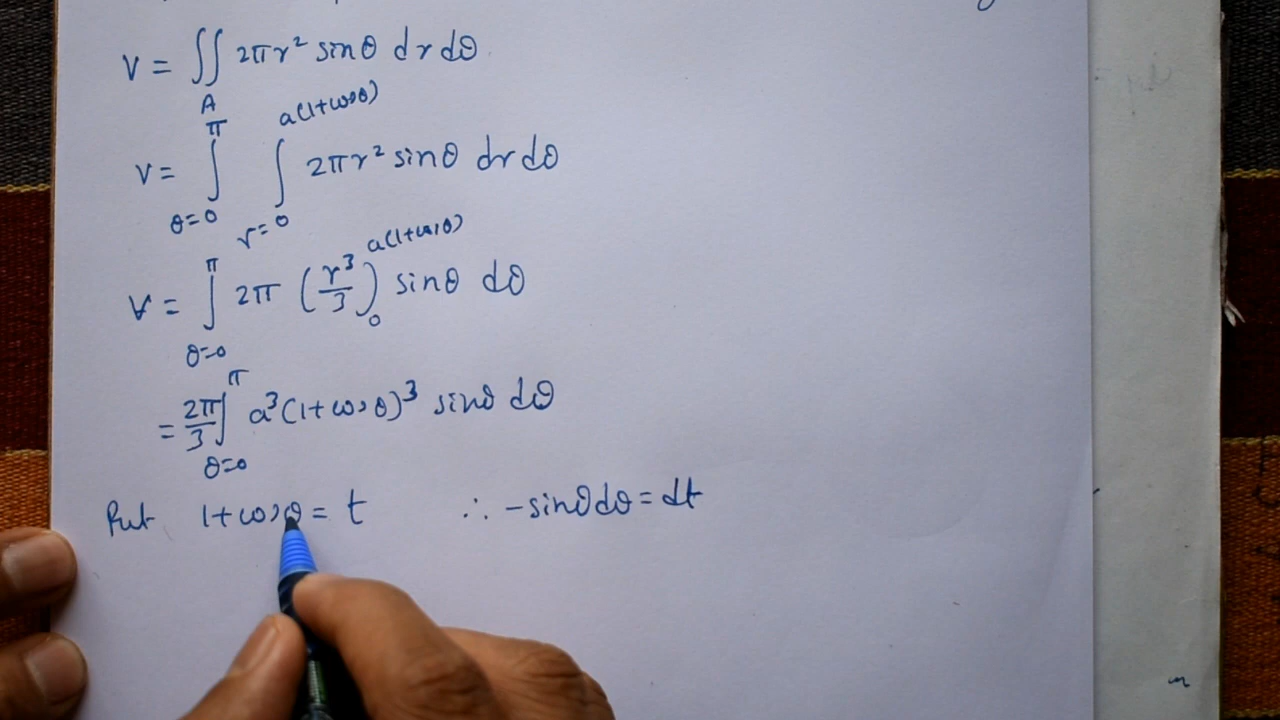 V = ∬ 2πr² sinθ dr dθ
A
π a(1+cosθ)
V = ∫ ∫ 2πr² sinθ dr dθ
θ=0 r=0
π a(1+cosθ)
V = ∫ 2π (r³/3) sinθ dθ
θ=0 0
π
= 2π/3 ∫ a³(1+cosθ)³ sinθ dθ
θ=0
Put 1+cosθ = t ∴ -sinθdθ = dt